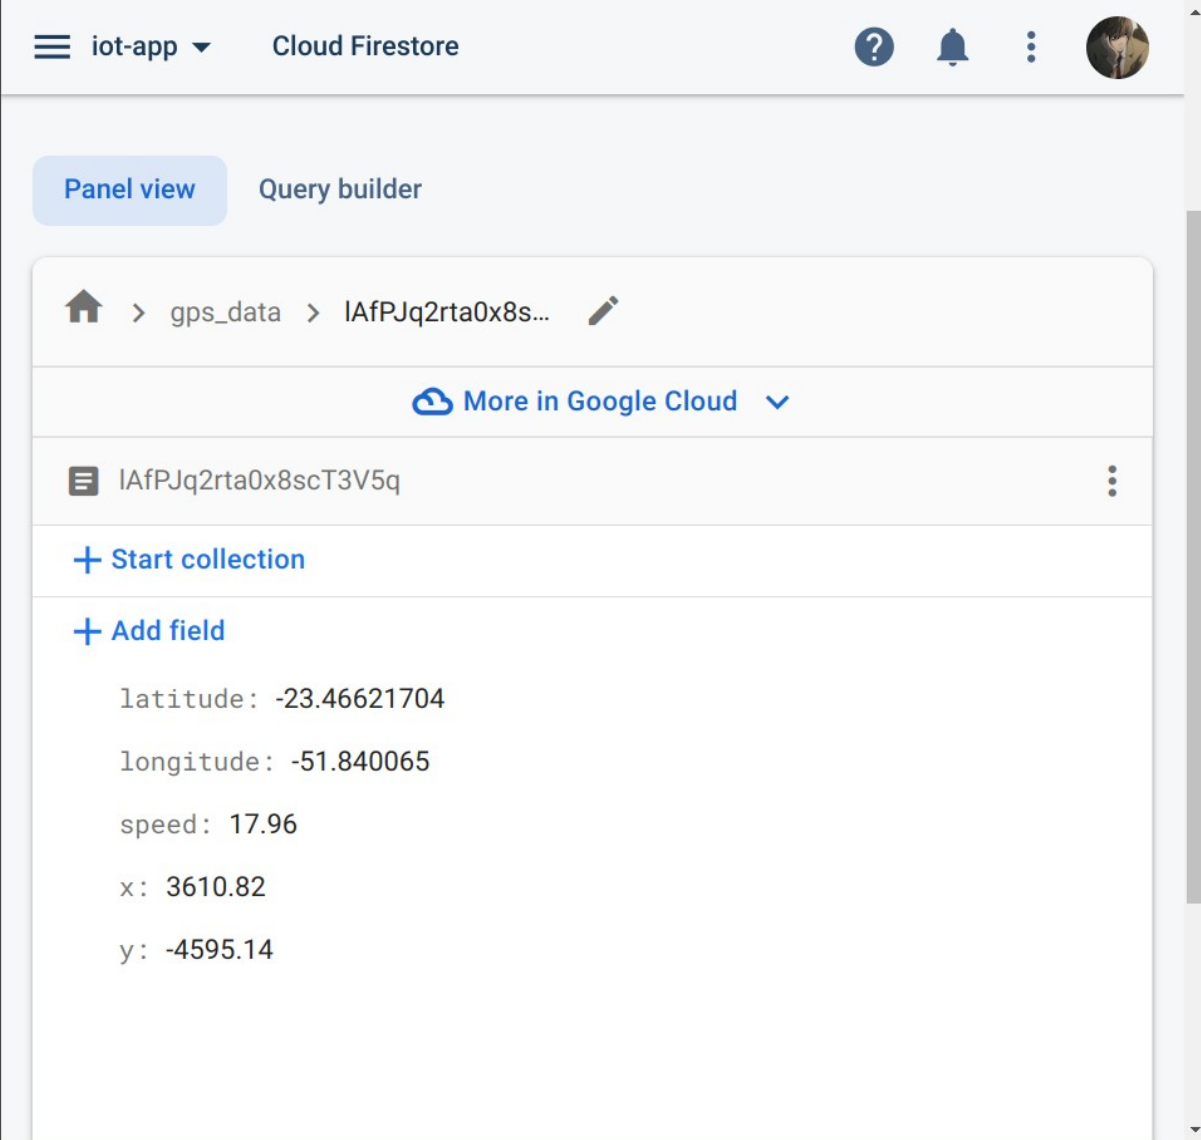 iot-app Cloud Firestore
Panel view Query builder
gps_data > lAfPJq2rta0x8s...
More in Google Cloud
lAfPJq2rta0x8scT3V5q
+ Start collection
+ Add field
latitude: -23.46621704
longitude: -51.840065
speed: 17.96
x: 3610.82
y: -4595.14